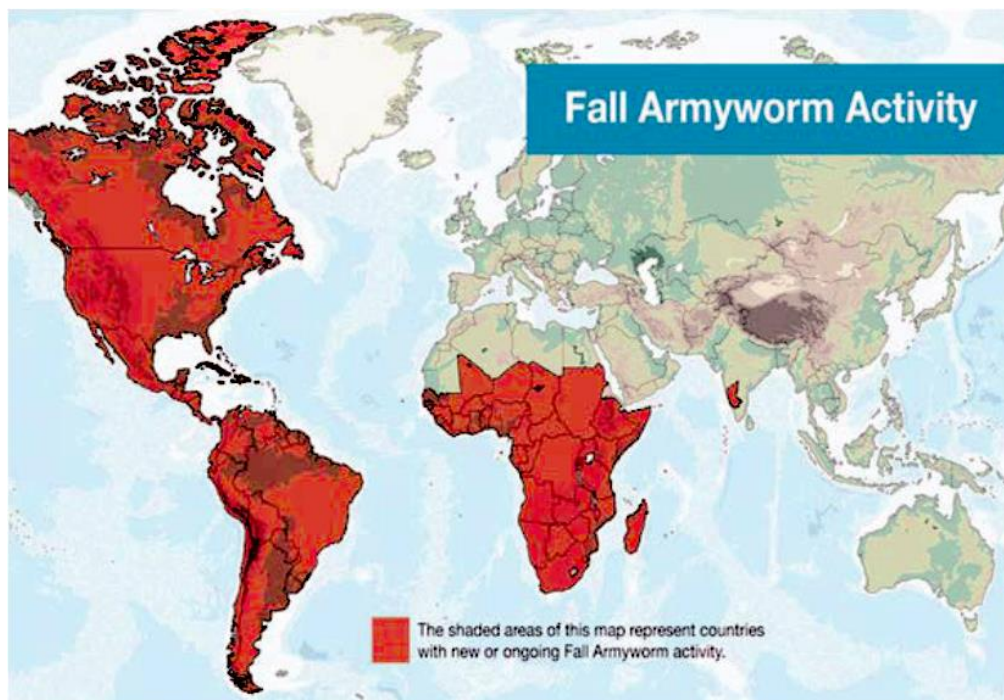 Fall Armyworm Activity
The shaded areas of this map represent countries
with new or ongoing Fall Armyworm activity.